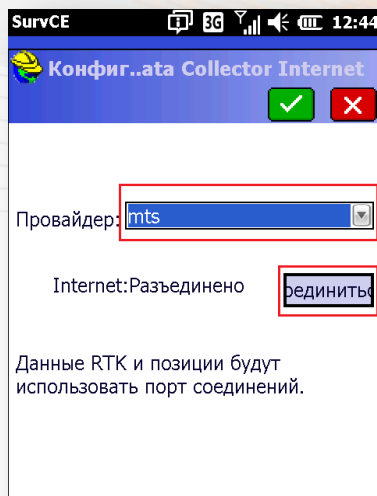 SurvCE 3G 12:44
Конфиг..ata Collector Internet
Провайдер: mts
Internet:Разъединено рединитьс
Данные RTK и позиции будут
использовать порт соединений.